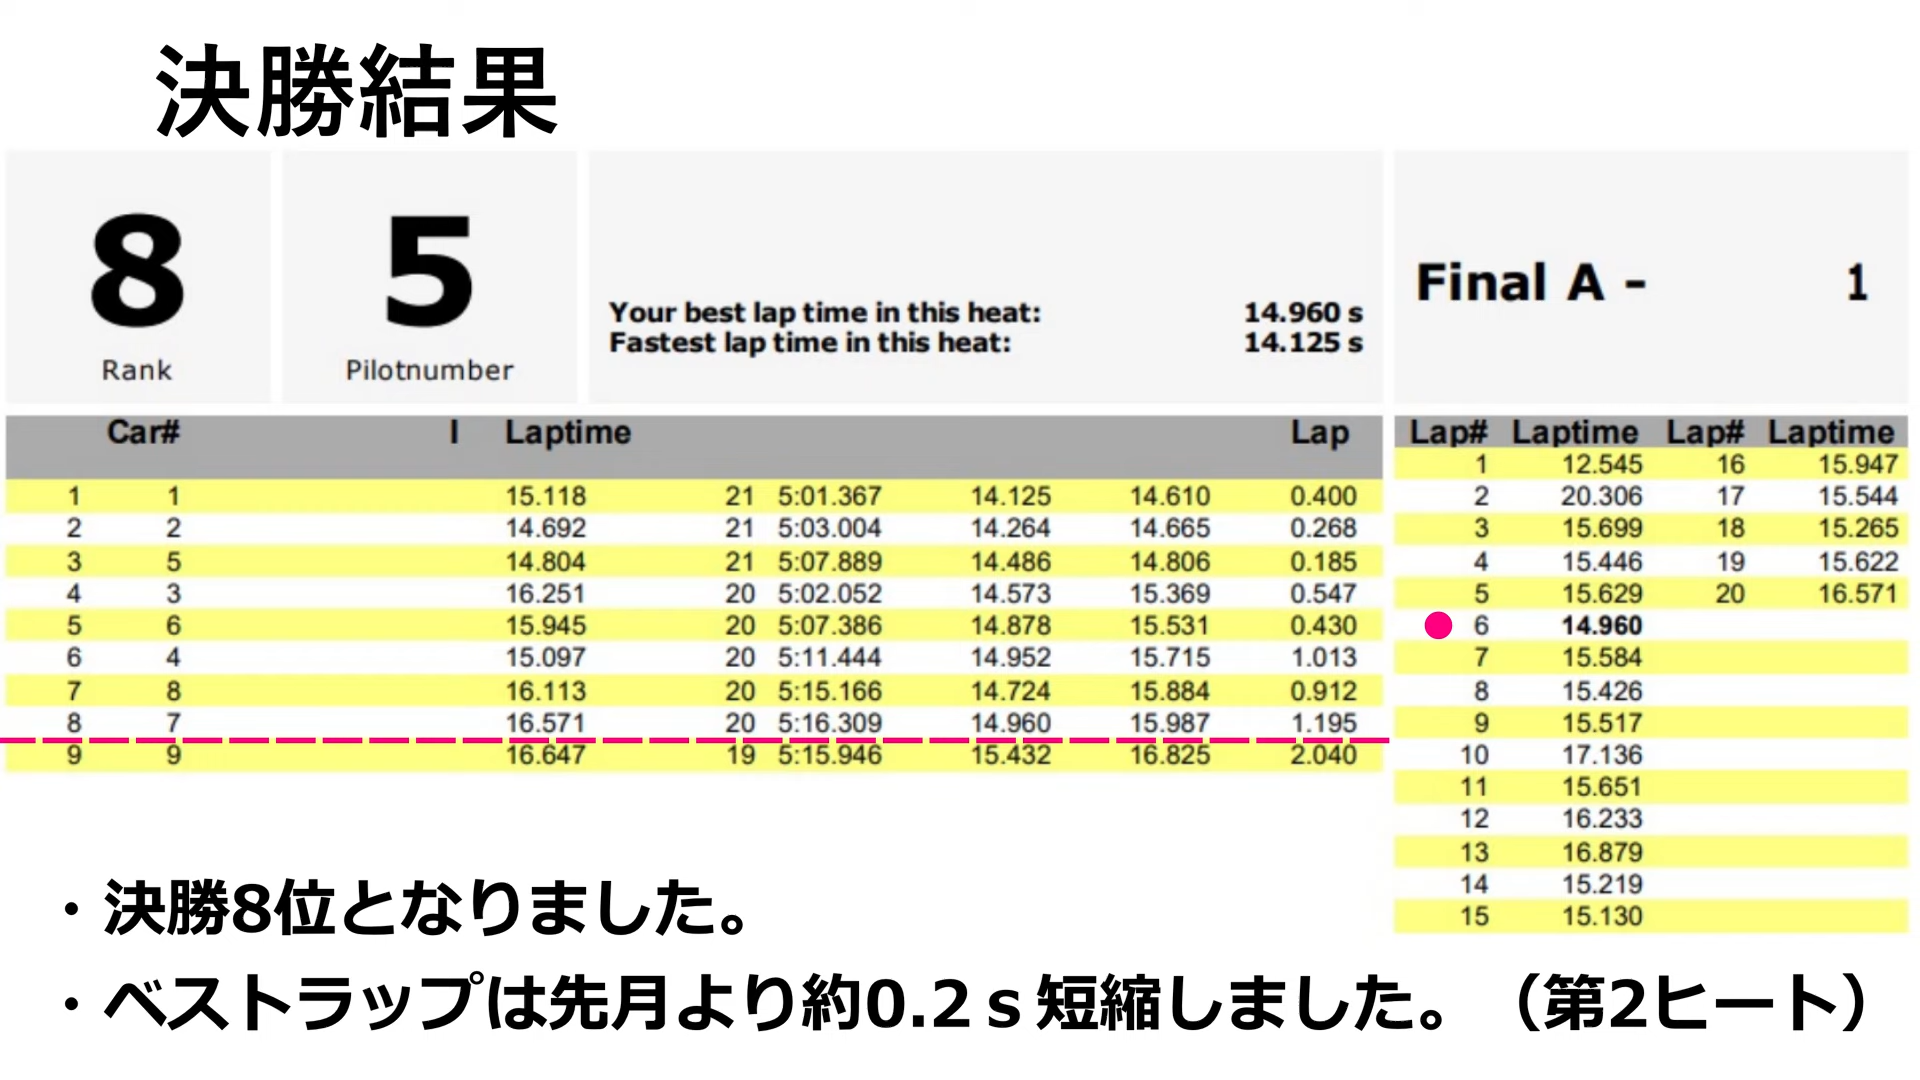 決勝結果
8
Rank
5
Pilotnumber
Your best lap time in this heat: 14.960 s
Fastest lap time in this heat: 14.125 s
Final A - 1
Car# I Laptime Lap
1 1 15.118 21 5:01.367 14.125 14.610 0.400
2 2 14.692 21 5:03.004 14.264 14.665 0.268
3 5 14.804 21 5:07.889 14.486 14.806 0.185
4 3 16.251 20 5:02.052 14.573 15.369 0.547
5 6 15.945 20 5:07.386 14.878 15.531 0.430
6 4 15.097 20 5:11.444 14.952 15.715 1.013
7 8 16.113 20 5:15.166 14.724 15.884 0.912
8 7 16.571 20 5:16.309 14.960 15.987 1.195
9 9 16.647 19 5:15.946 15.432 16.825 2.040
Lap# Laptime Lap# Laptime
1 12.545 16 15.947
2 20.306 17 15.544
3 15.699 18 15.265
4 15.446 19 15.622
5 15.629 20 16.571
6 14.960
7 15.584
8 15.426
9 15.517
10 17.136
11 15.651
12 16.233
13 16.879
14 15.219
15 15.130
・決勝8位となりました。
・ベストラップは先月より約0.2ｓ短縮しました。（第2ヒート）